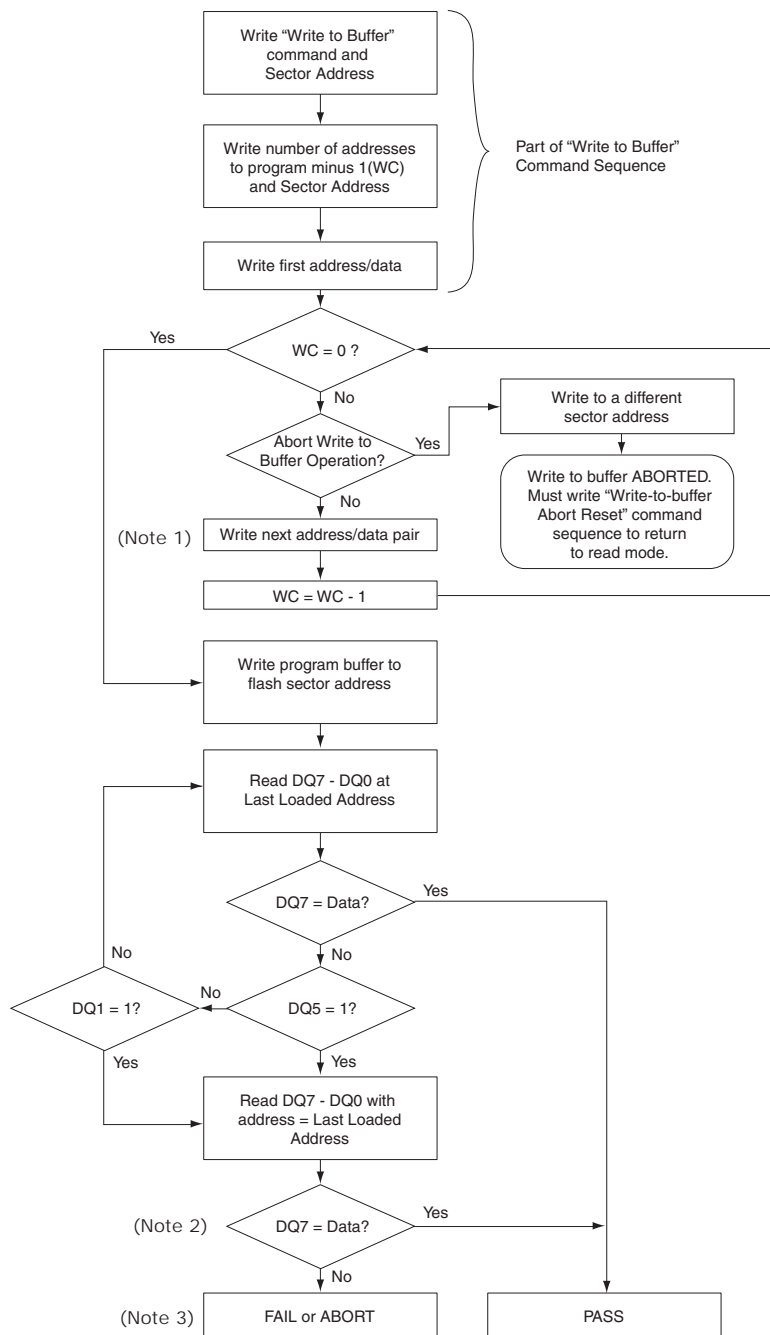 Write “Write to Buffer”
command and
Sector Address
Write number of addresses
to program minus 1(WC)
and Sector Address
Part of “Write to Buffer”
Command Sequence
Write first address/data
Yes
WC = 0 ?
No
Write to a different
sector address
Abort Write to
Buffer Operation?
Yes
Write to buffer ABORTED.
Must write “Write-to-buffer
Abort Reset” command
sequence to return
to read mode.
No
(Note 1)
Write next address/data pair
WC = WC - 1
Write program buffer to
flash sector address
Read DQ7 - DQ0 at
Last Loaded Address
DQ7 = Data?
Yes
No
No
DQ1 = 1?
No
DQ5 = 1?
Yes
Yes
Read DQ7 - DQ0 with
address = Last Loaded
Address
(Note 2)
DQ7 = Data?
Yes
No
(Note 3)
FAIL or ABORT
PASS